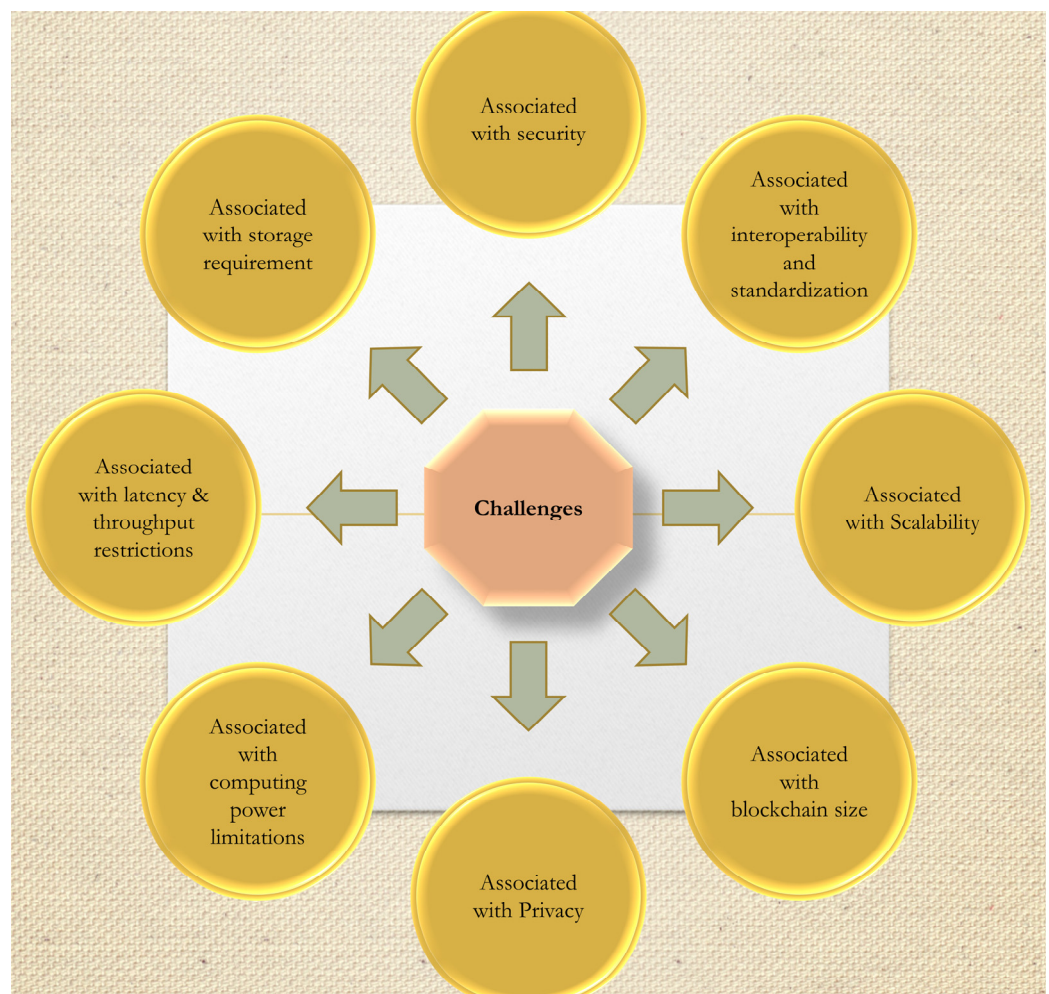 Associated
with security
Associated
with
interoperability
and
standardization
Associated
with Scalability
Associated
with
blockchain size
Associated
with Privacy
Associated
with
computing
power
limitations
Associated
with latency &
throughput
restrictions
Associated
with storage
requirement
Challenges